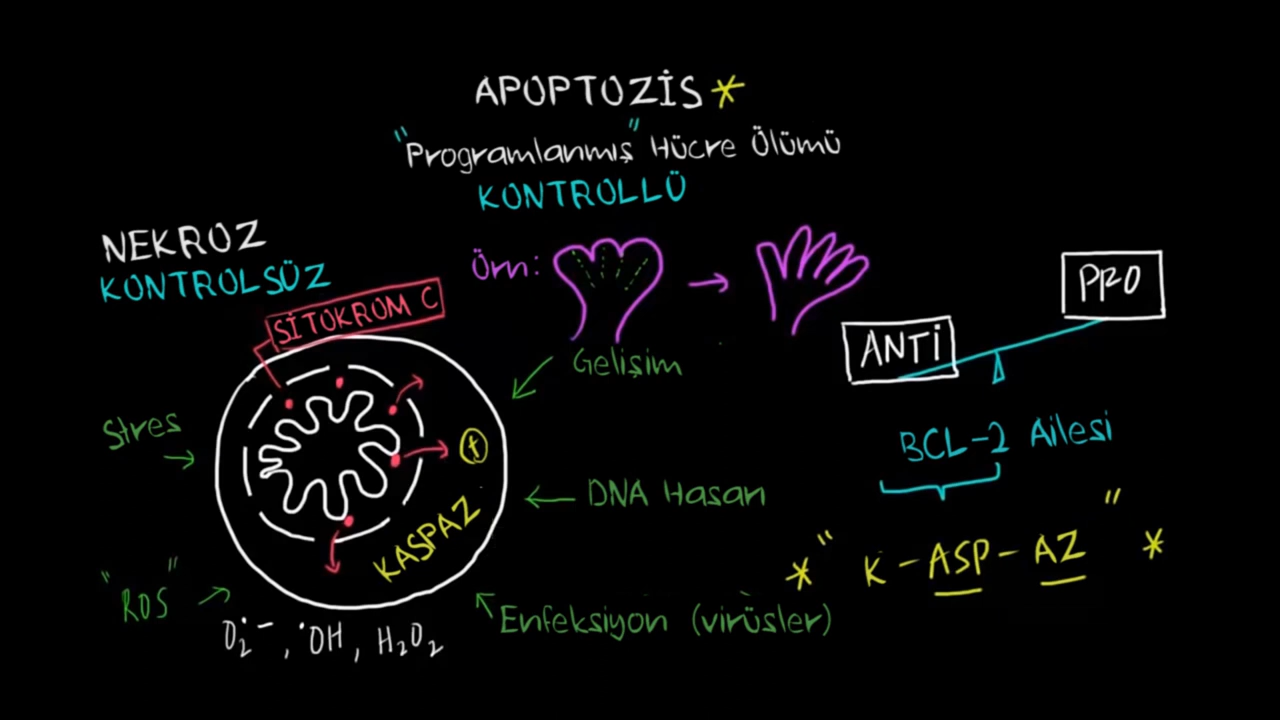 APOPTOZİS *
"Programlanmış" Hücre Ölümü
KONTROLLÜ
NEKROZ
KONTROLSÜZ
Örn:
SİTOKROM C
PRO
ANTİ
Gelişim
Stres
BCL-2 Ailesi
+
DNA Hasarı
KASPAZ
* "K-ASP-AZ" *
"ROS"
Enfeksiyon (virüsler)
O₂•⁻, •OH, H₂O₂